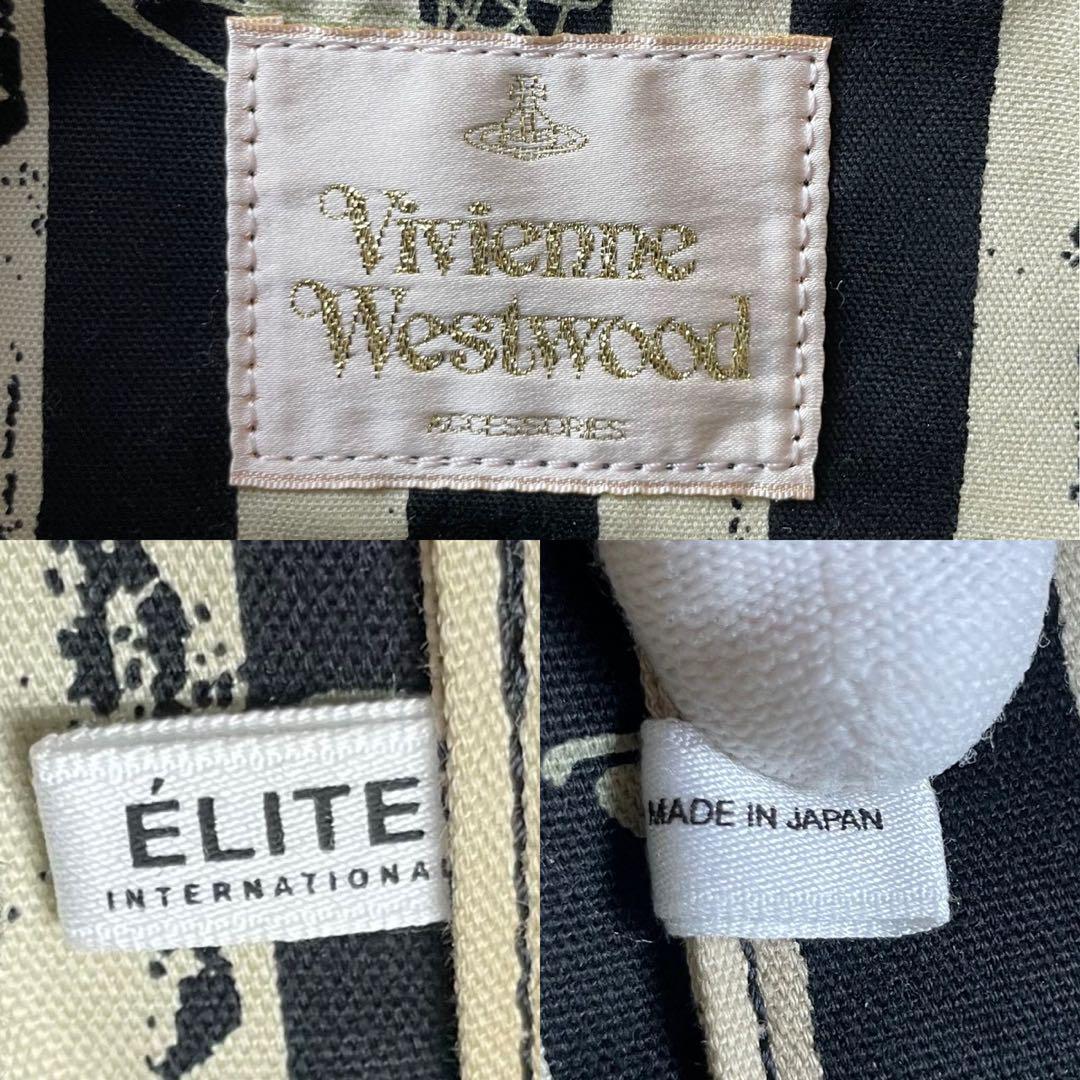 Vivienne
Westwood
ACCESSORIES
ÉLITE
INTERNATIONAL
MADE IN JAPAN